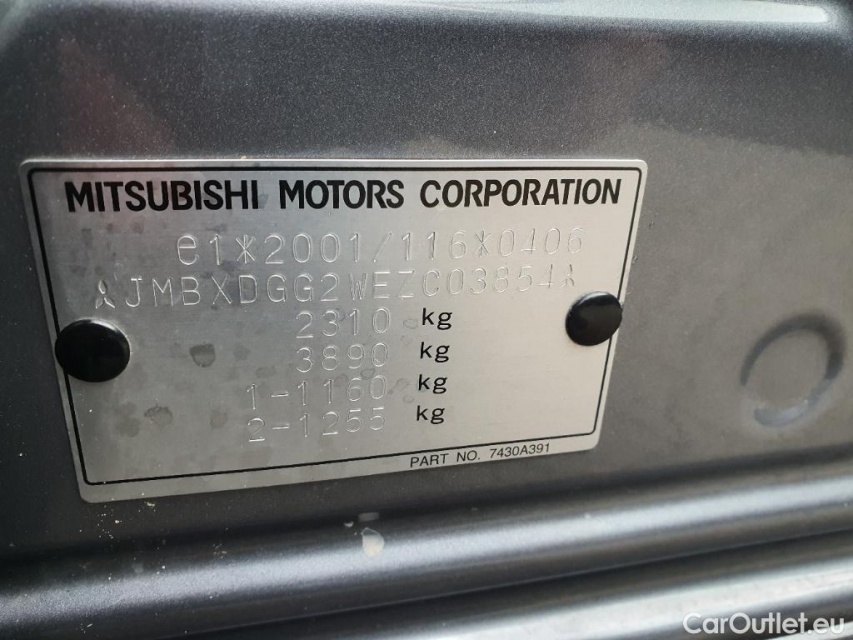 MITSUBISHI MOTORS CORPORATION
e1*2001/116*0406
JMBXDGG2WEZC03854
2310 kg
3890 kg
1-1160 kg
2-1255 kg
PART NO. 7430A391
CarOutlet.eu